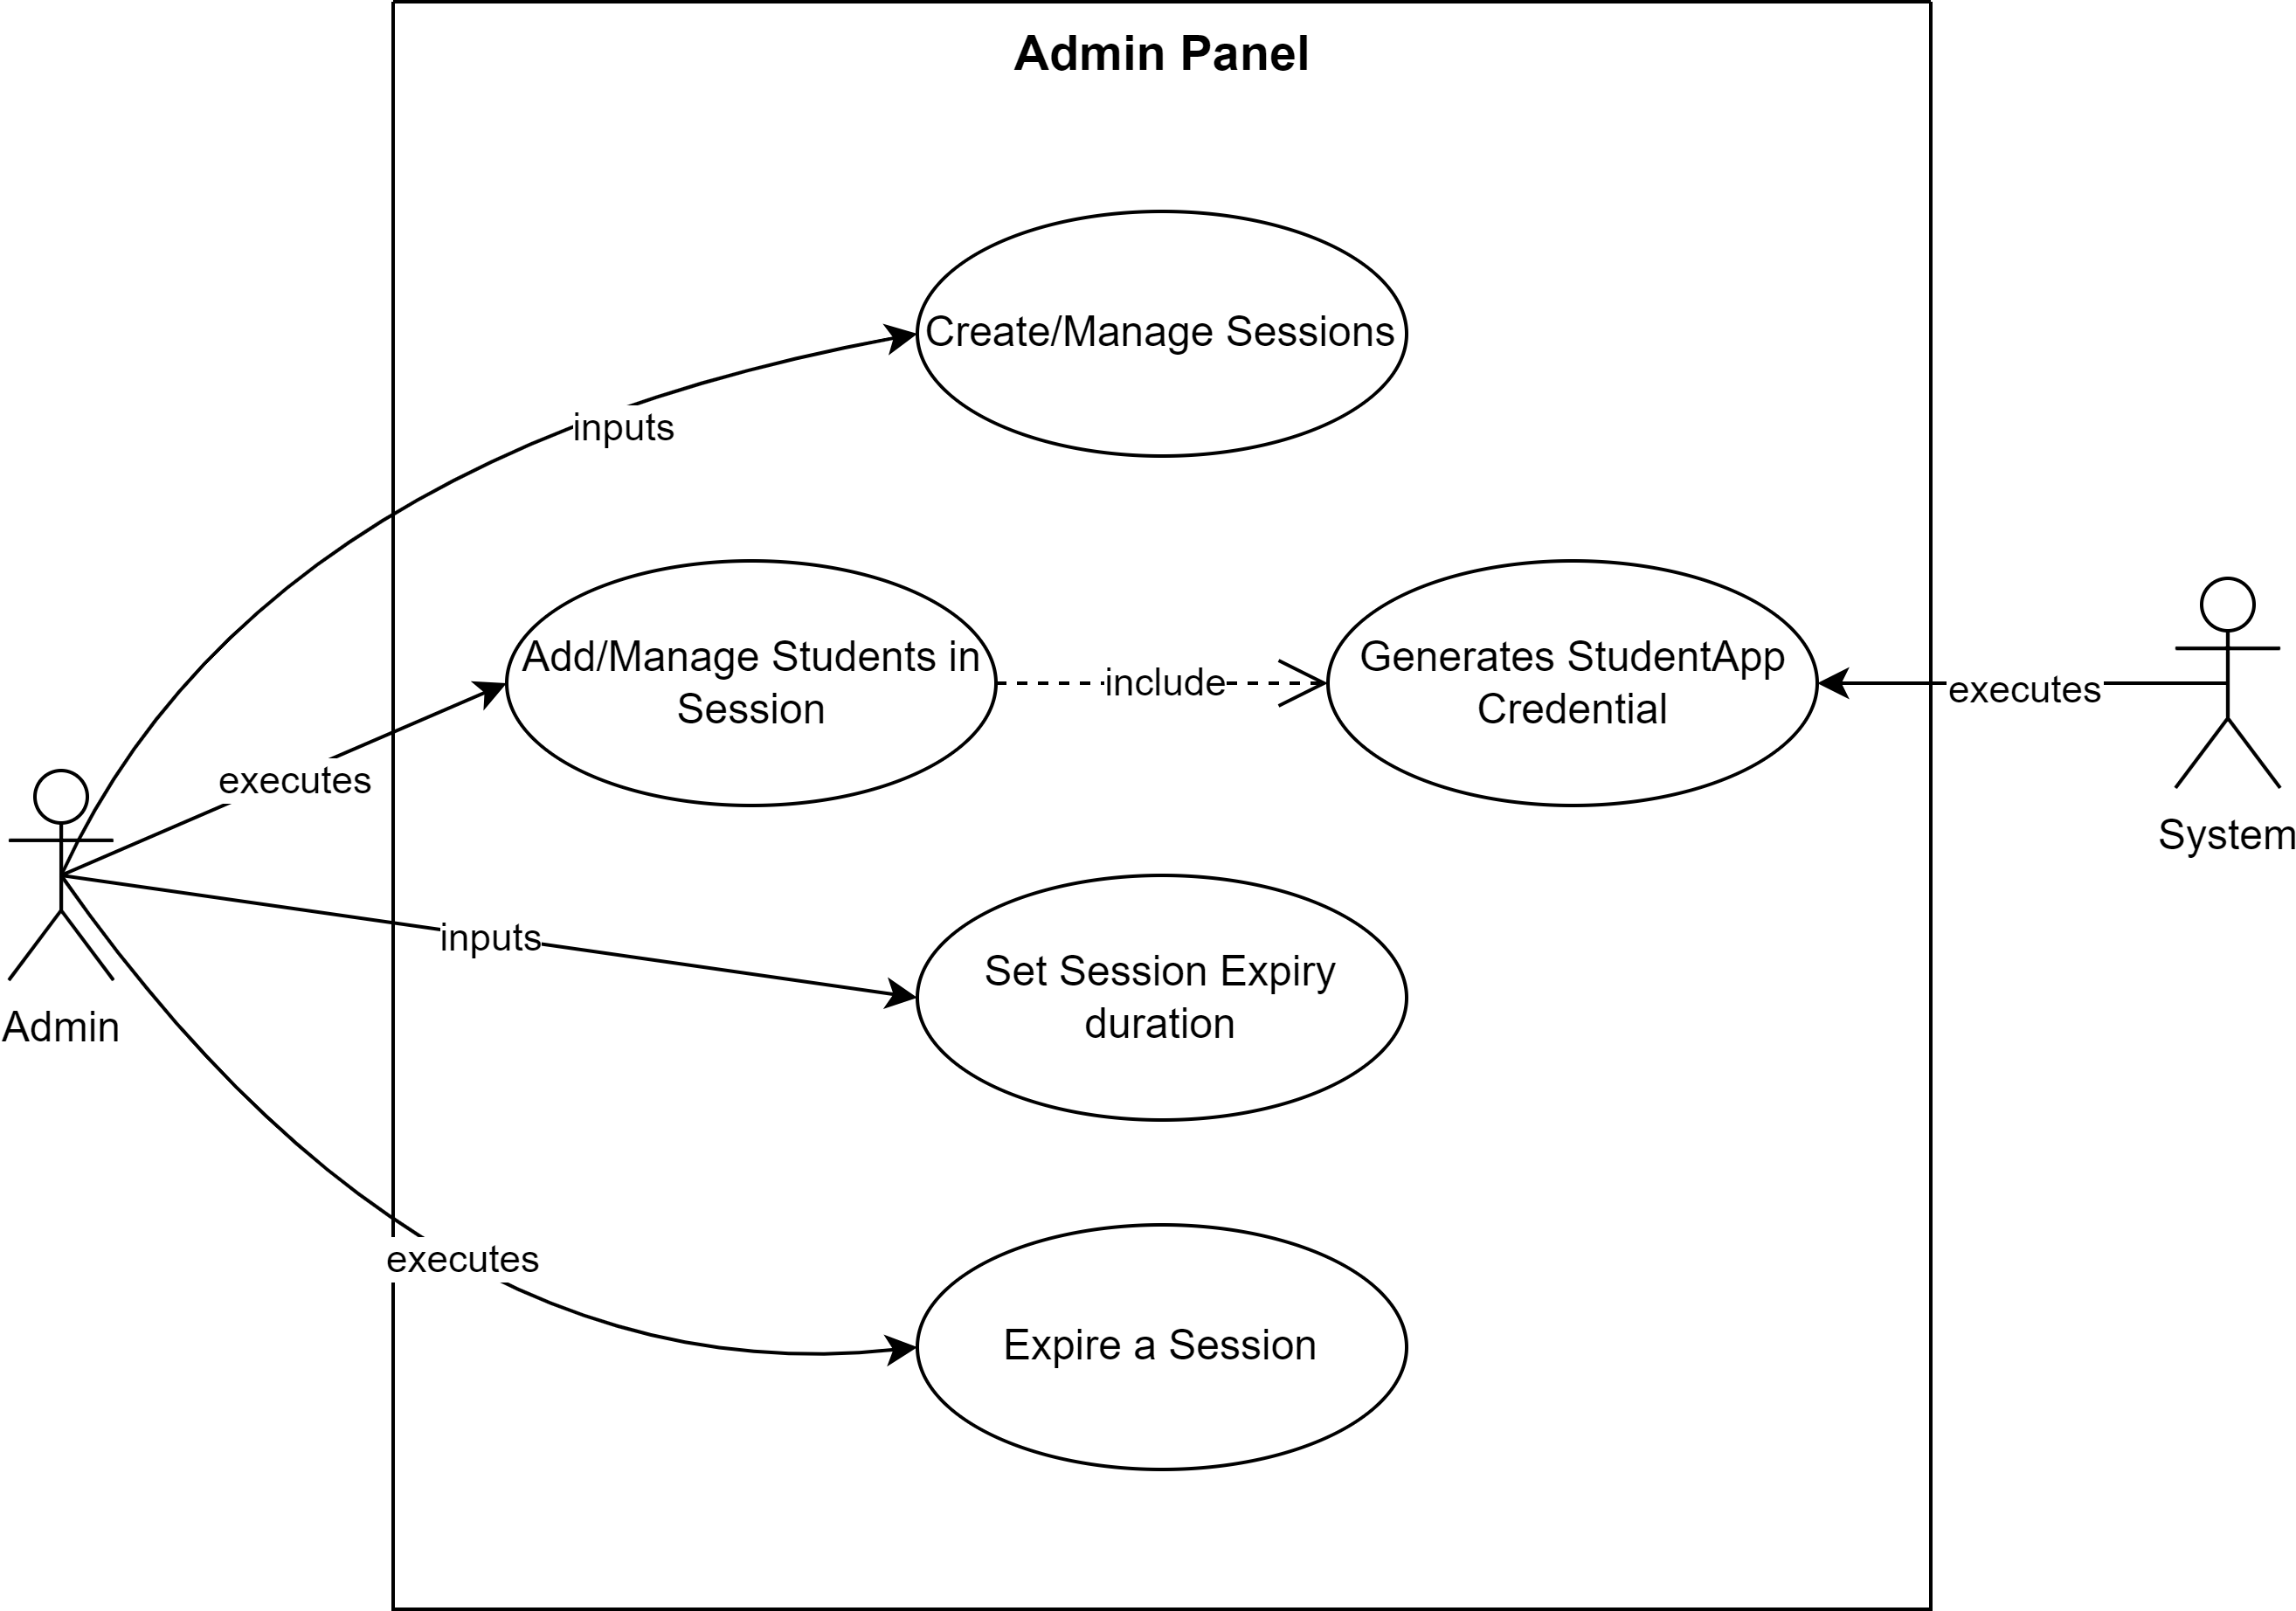 Admin Panel
Create/Manage Sessions
inputs
Add/Manage Students in
Session
include
Generates StudentApp
Credential
executes
executes
System
inputs
Set Session Expiry
duration
Admin
executes
Expire a Session